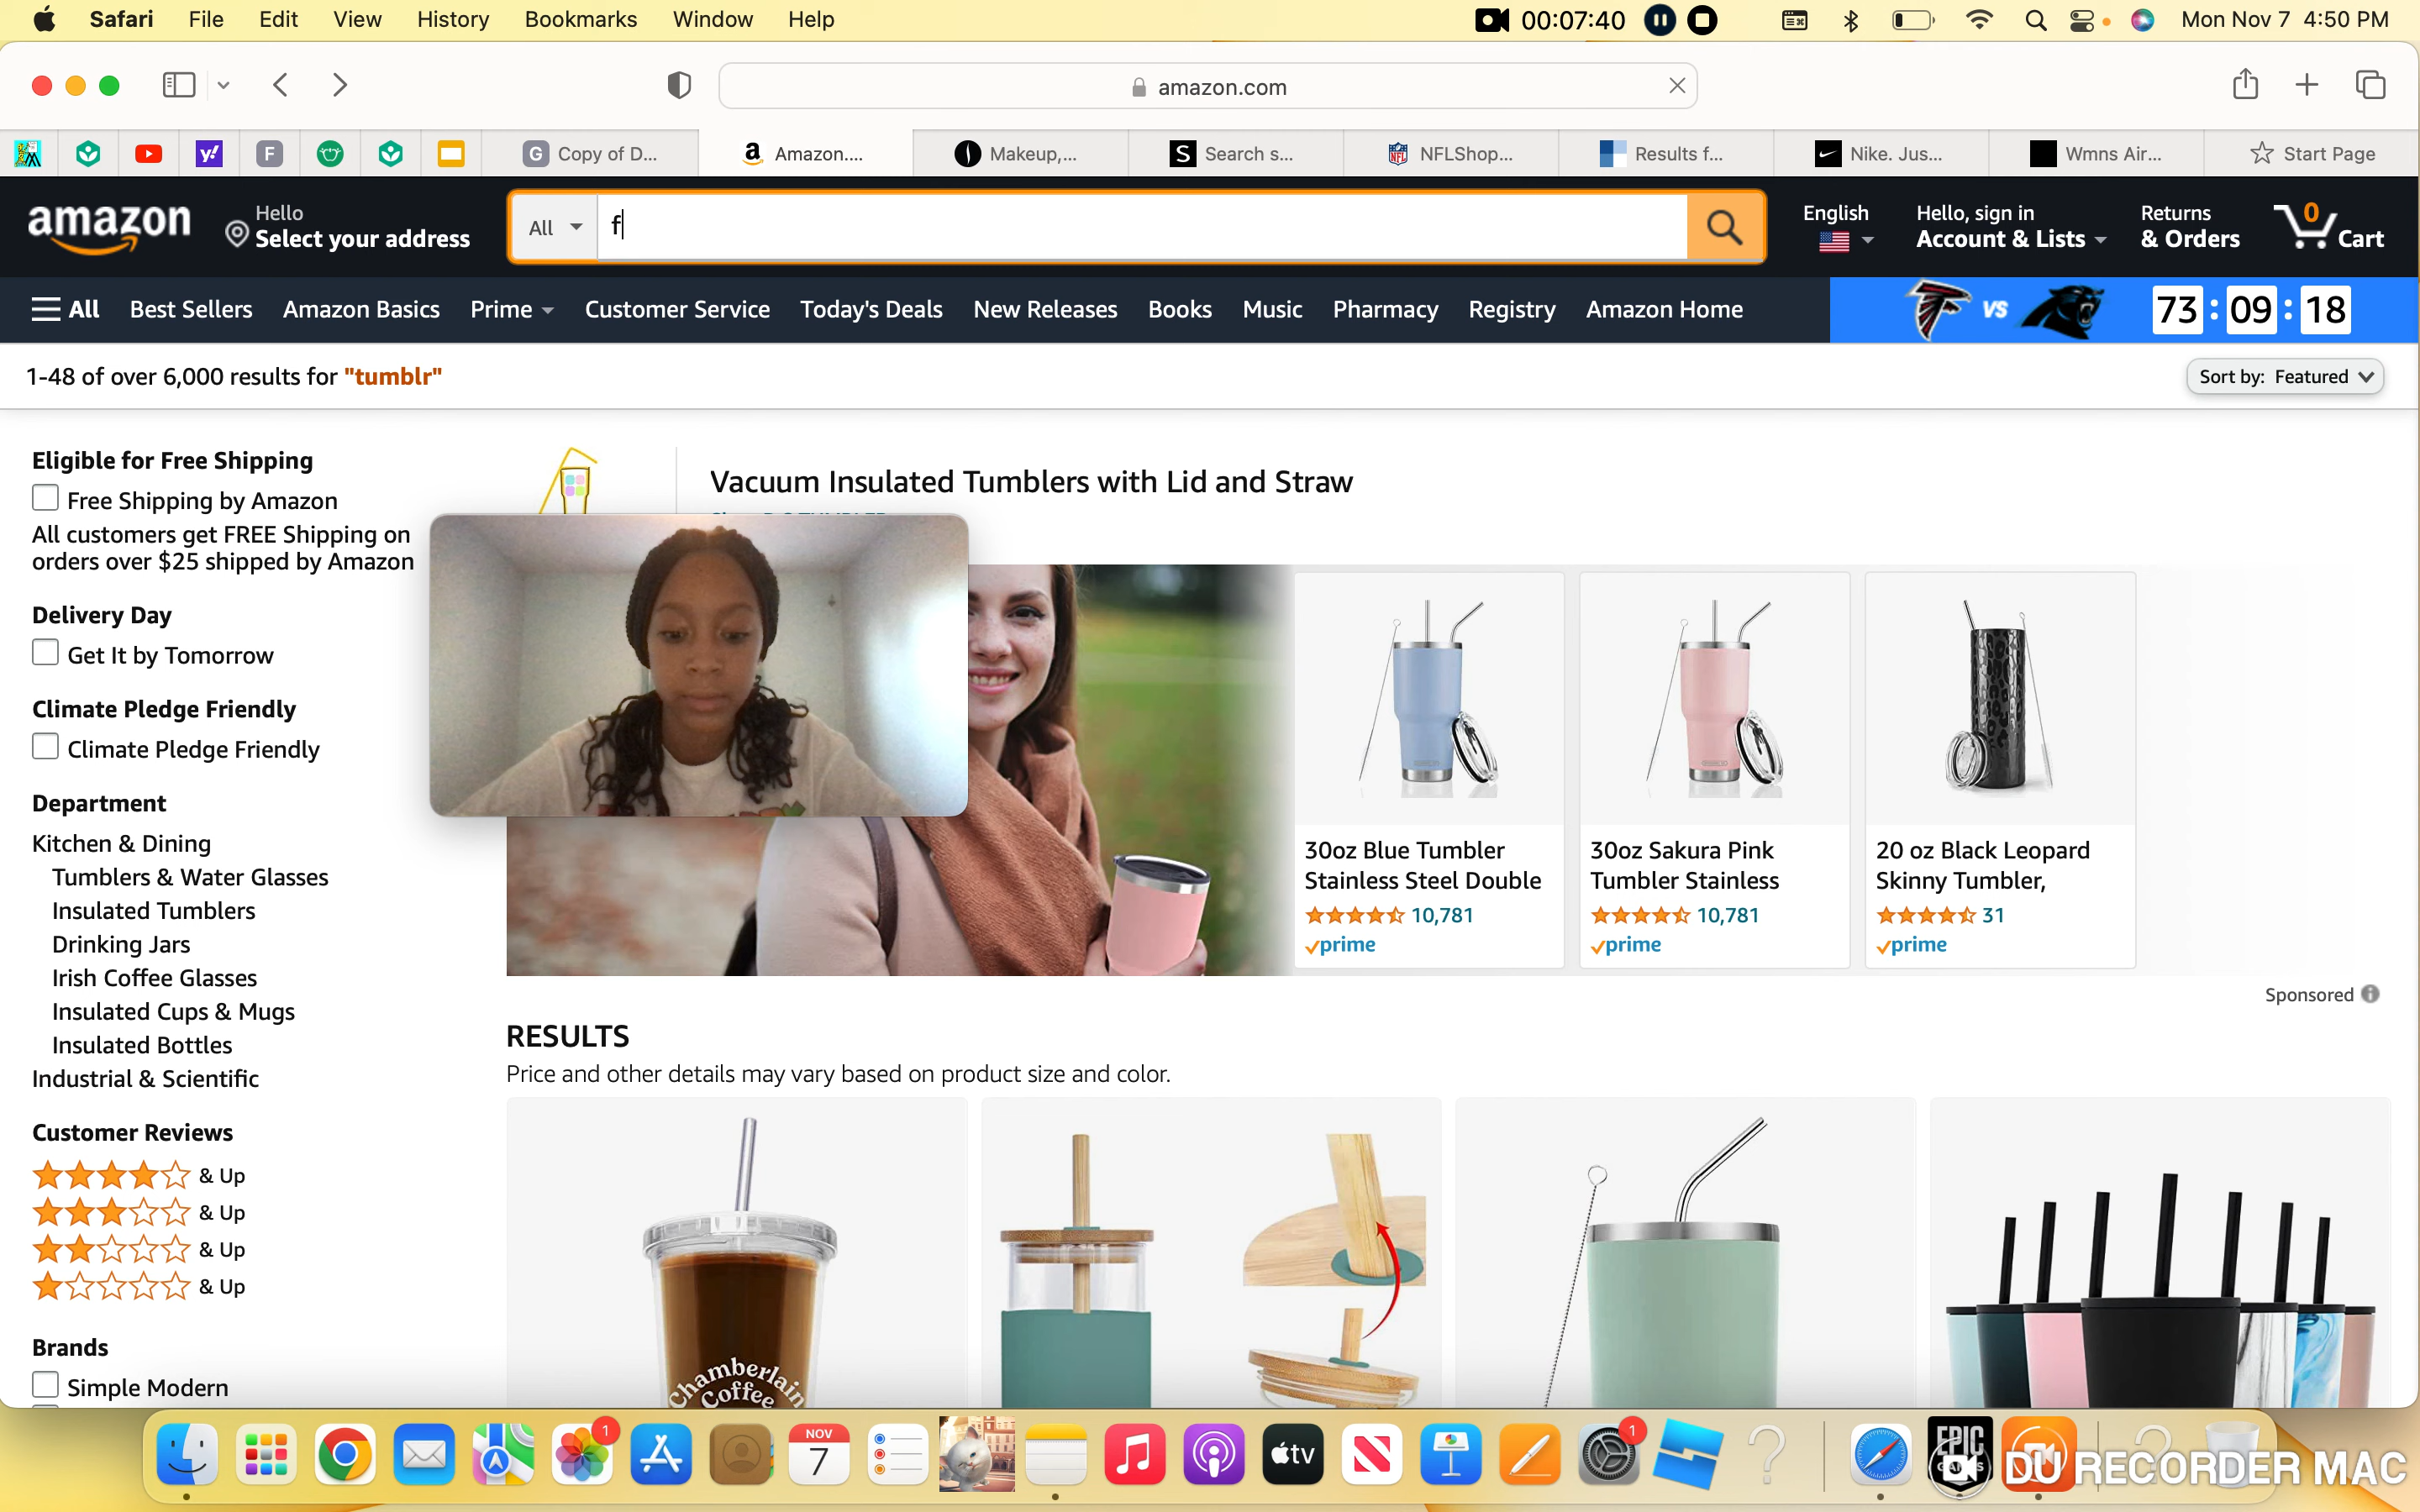 Safari File Edit View History Bookmarks Window Help 00:07:40 Mon Nov 7 4:50 PM
amazon.com
y! F G Copy of D... a Amazon.... Makeup,... S Search s... NFLShop... Results f... Nike. Jus... Wmns Air... Start Page
amazon Hello Select your address All f English Hello, sign in Account & Lists Returns & Orders 0 Cart
All Best Sellers Amazon Basics Prime Customer Service Today's Deals New Releases Books Music Pharmacy Registry Amazon Home VS 73 : 09 : 18
1-48 of over 6,000 results for "tumblr" Sort by: Featured
Eligible for Free Shipping
Free Shipping by Amazon
All customers get FREE Shipping on
orders over $25 shipped by Amazon
Delivery Day
Get It by Tomorrow
Climate Pledge Friendly
Climate Pledge Friendly
Department
Kitchen & Dining
Tumblers & Water Glasses
Insulated Tumblers
Drinking Jars
Irish Coffee Glasses
Insulated Cups & Mugs
Insulated Bottles
Industrial & Scientific
Customer Reviews
& Up
& Up
& Up
& Up
Brands
Simple Modern
Vacuum Insulated Tumblers with Lid and Straw
30oz Blue Tumbler
Stainless Steel Double
10,781
prime
30oz Sakura Pink
Tumbler Stainless
10,781
prime
20 oz Black Leopard
Skinny Tumbler,
31
prime
Sponsored
RESULTS
Price and other details may vary based on product size and color.
Chamberlain
Coffee
1 NOV 7 tv 1 EPIC GAMES
DU RECORDER MAC